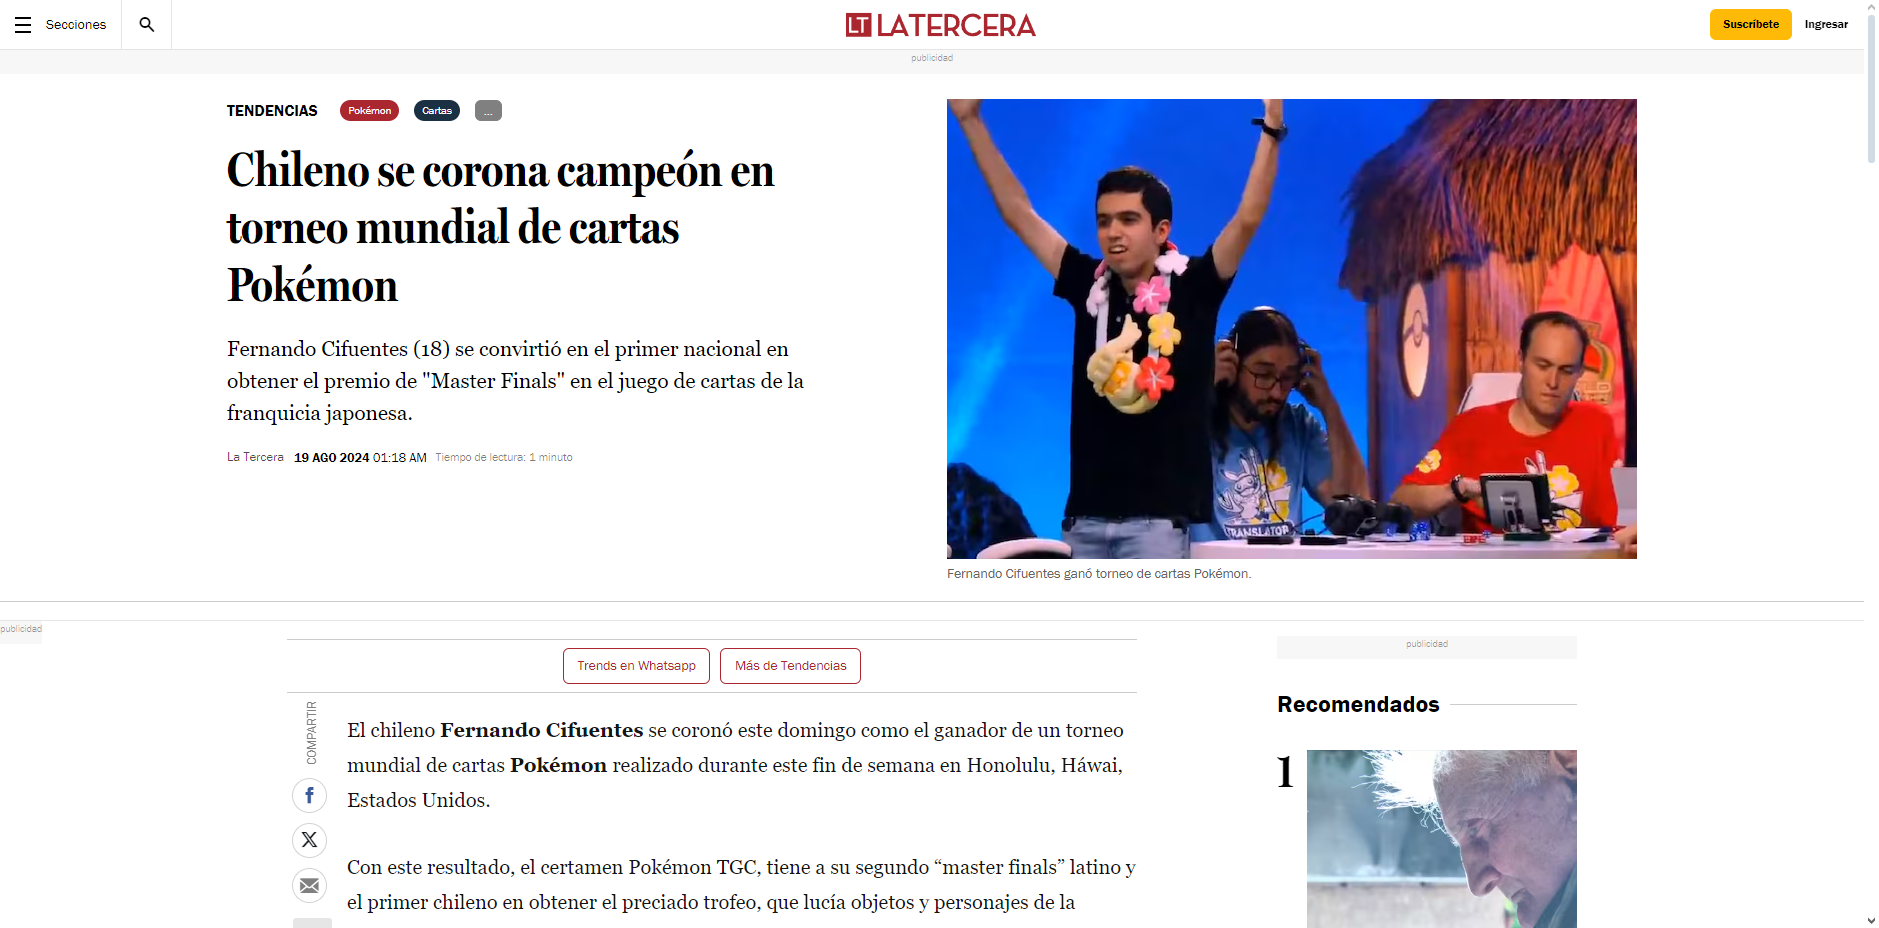 Secciones
LT LATERCERA
Suscríbete
Ingresar
publicidad
TENDENCIAS
Pokémon
Cartas
...
Chileno se corona campeón en
torneo mundial de cartas
Pokémon
Fernando Cifuentes (18) se convirtió en el primer nacional en
obtener el premio de "Master Finals" en el juego de cartas de la
franquicia japonesa.
La Tercera 19 AGO 2024 01:18 AM Tiempo de lectura: 1 minuto
TRANSLATOR
Fernando Cifuentes ganó torneo de cartas Pokémon.
publicidad
Trends en Whatsapp
Más de Tendencias
COMPARTIR
El chileno Fernando Cifuentes se coronó este domingo como el ganador de un torneo
mundial de cartas Pokémon realizado durante este fin de semana en Honolulu, Háwai,
Estados Unidos.
Con este resultado, el certamen Pokémon TGC, tiene a su segundo “master finals” latino y
el primer chileno en obtener el preciado trofeo, que lucía objetos y personajes de la
publicidad
Recomendados
1